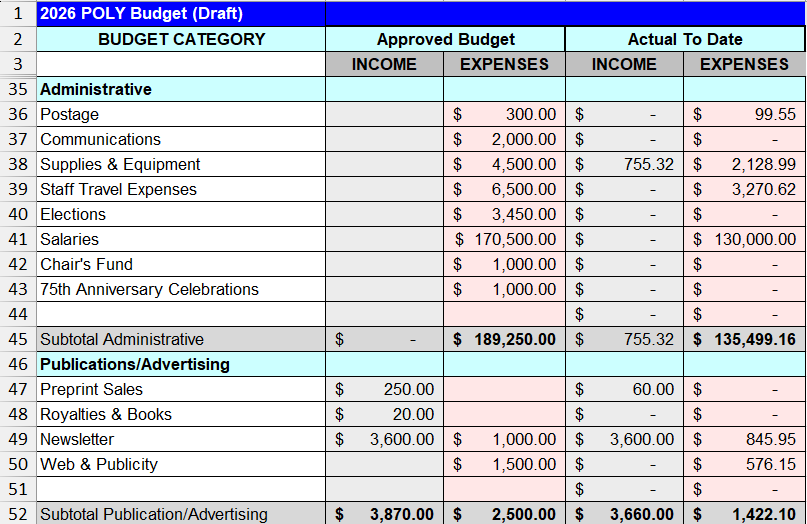 1 2026 POLY Budget (Draft)
2 BUDGET CATEGORY Approved Budget Actual To Date
3 INCOME EXPENSES INCOME EXPENSES
35 Administrative
36 Postage $ 300.00 $ - $ 99.55
37 Communications $ 2,000.00 $ - $ -
38 Supplies & Equipment $ 4,500.00 $ 755.32 $ 2,128.99
39 Staff Travel Expenses $ 6,500.00 $ - $ 3,270.62
40 Elections $ 3,450.00 $ - $ -
41 Salaries $ 170,500.00 $ - $ 130,000.00
42 Chair's Fund $ 1,000.00 $ - $ -
43 75th Anniversary Celebrations $ 1,000.00 $ - $ -
44 $ - $ -
45 Subtotal Administrative $ - $ 189,250.00 $ 755.32 $ 135,499.16
46 Publications/Advertising
47 Preprint Sales $ 250.00 $ 60.00 $ -
48 Royalties & Books $ 20.00 $ - $ -
49 Newsletter $ 3,600.00 $ 1,000.00 $ 3,600.00 $ 845.95
50 Web & Publicity $ 1,500.00 $ - $ 576.15
51 $ - $ -
52 Subtotal Publication/Advertising $ 3,870.00 $ 2,500.00 $ 3,660.00 $ 1,422.10